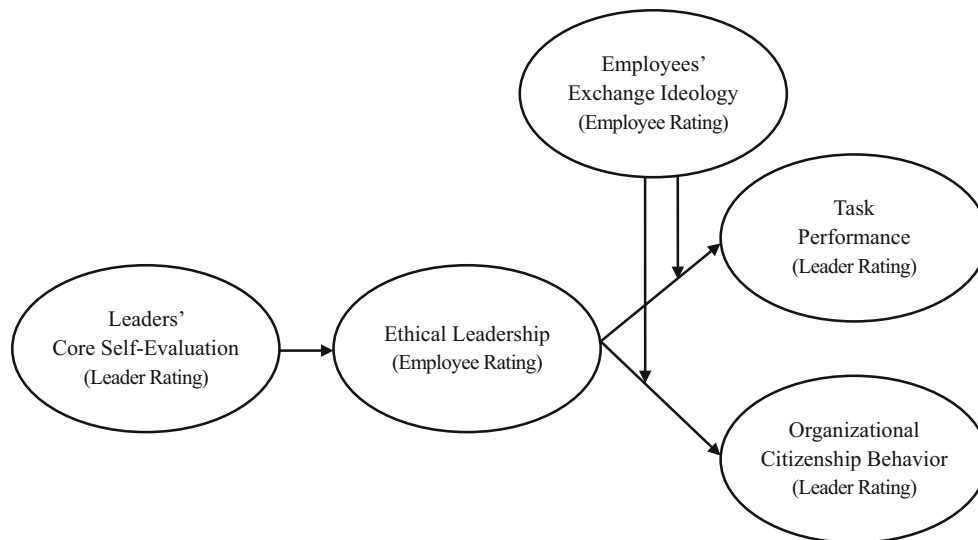 Employees’
Exchange Ideology
(Employee Rating)
Task
Performance
(Leader Rating)
Leaders’
Core Self-Evaluation
(Leader Rating)
Ethical Leadership
(Employee Rating)
Organizational
Citizenship Behavior
(Leader Rating)